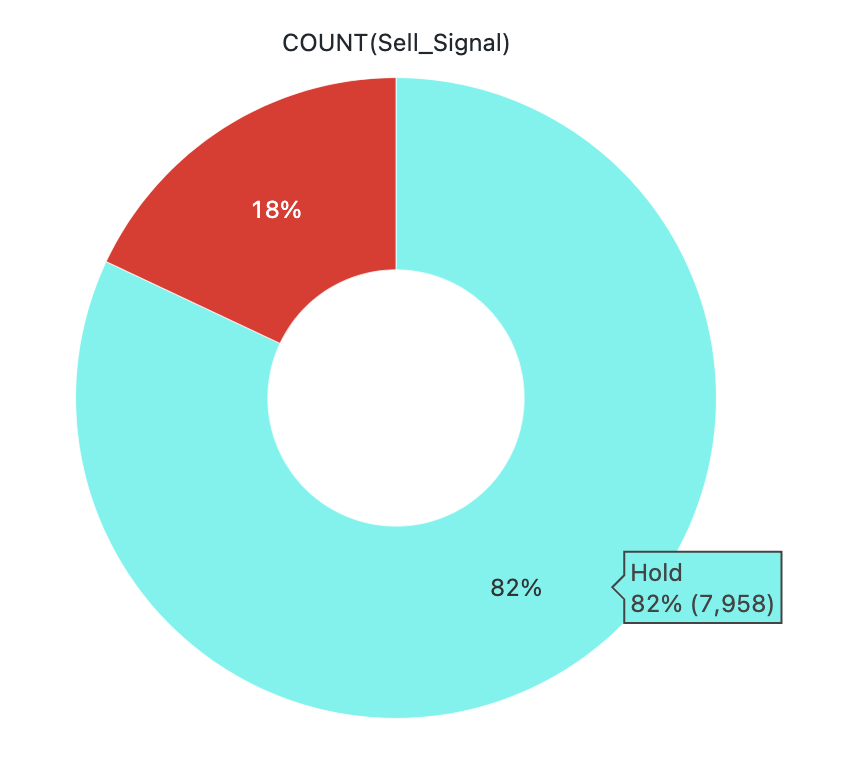 COUNT(Sell_Signal)
18%
82%
Hold
82% (7,958)